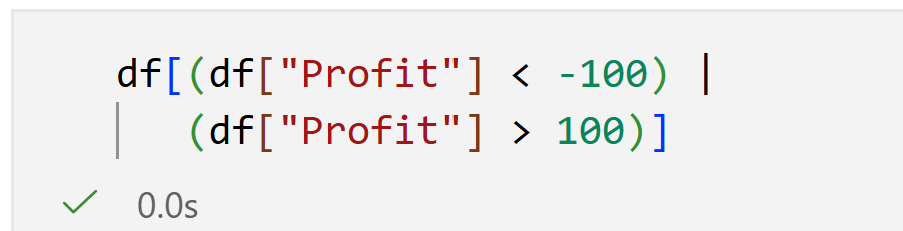 df[(df["Profit"] < -100) |
(df["Profit"] > 100)]
0.0s